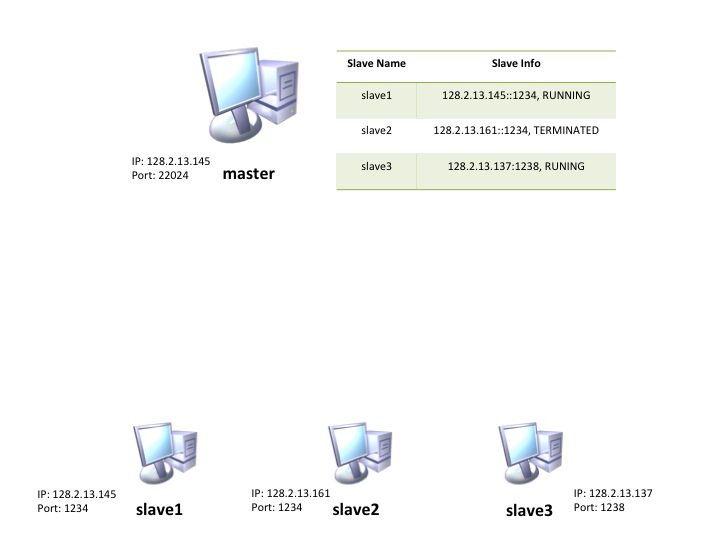 Slave Name Slave Info
slave1 128.2.13.145::1234, RUNNING
slave2 128.2.13.161::1234, TERMINATED
slave3 128.2.13.137:1238, RUNING
IP: 128.2.13.145
Port: 22024
master
IP: 128.2.13.145
Port: 1234
slave1
IP: 128.2.13.161
Port: 1234
slave2
slave3
IP: 128.2.13.137
Port: 1238